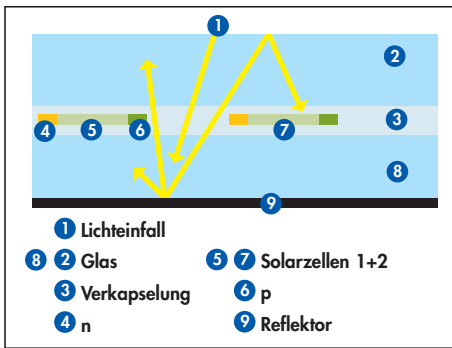 1
2
3
4 5 6 7
8
9
1 Lichteinfall
8 2 Glas 5 7 Solarzellen 1+2
3 Verkapselung 6 p
4 n 9 Reflektor